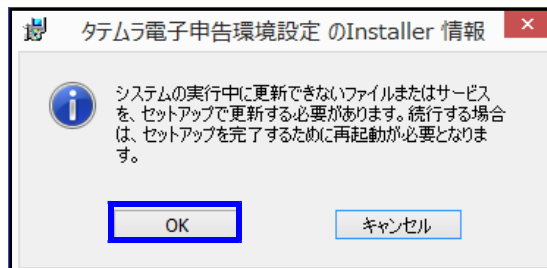 タテムラ電子申告環境設定 のInstaller 情報
システムの実行中に更新できないファイルまたはサービス
を、セットアップで更新する必要があります。続行する場合
は、セットアップを完了するために再起動が必要となりま
す。
OK
キャンセル